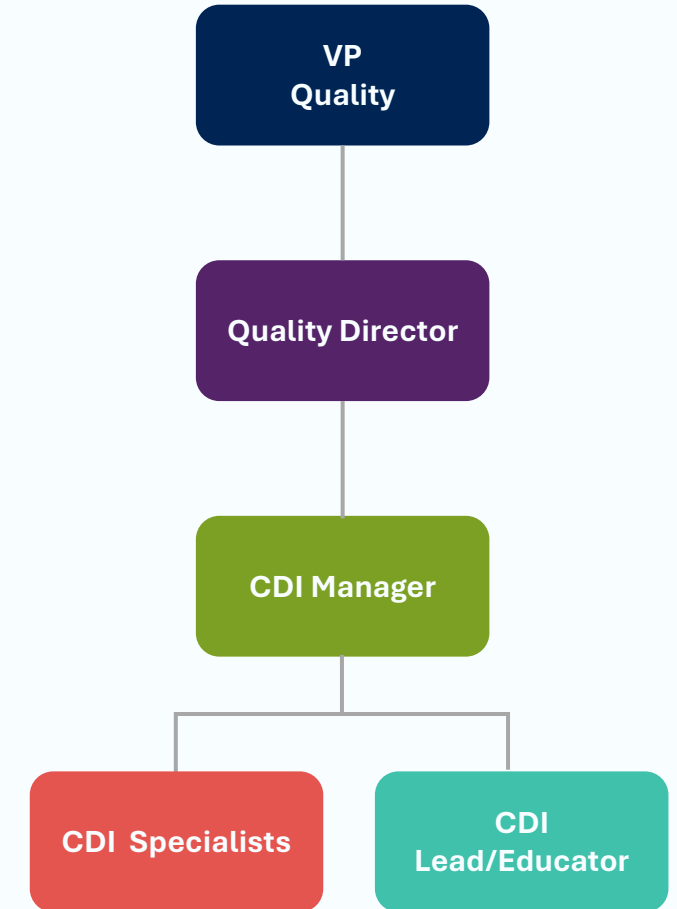 VP
Quality
Quality Director
CDI Manager
CDI Specialists
CDI
Lead/Educator